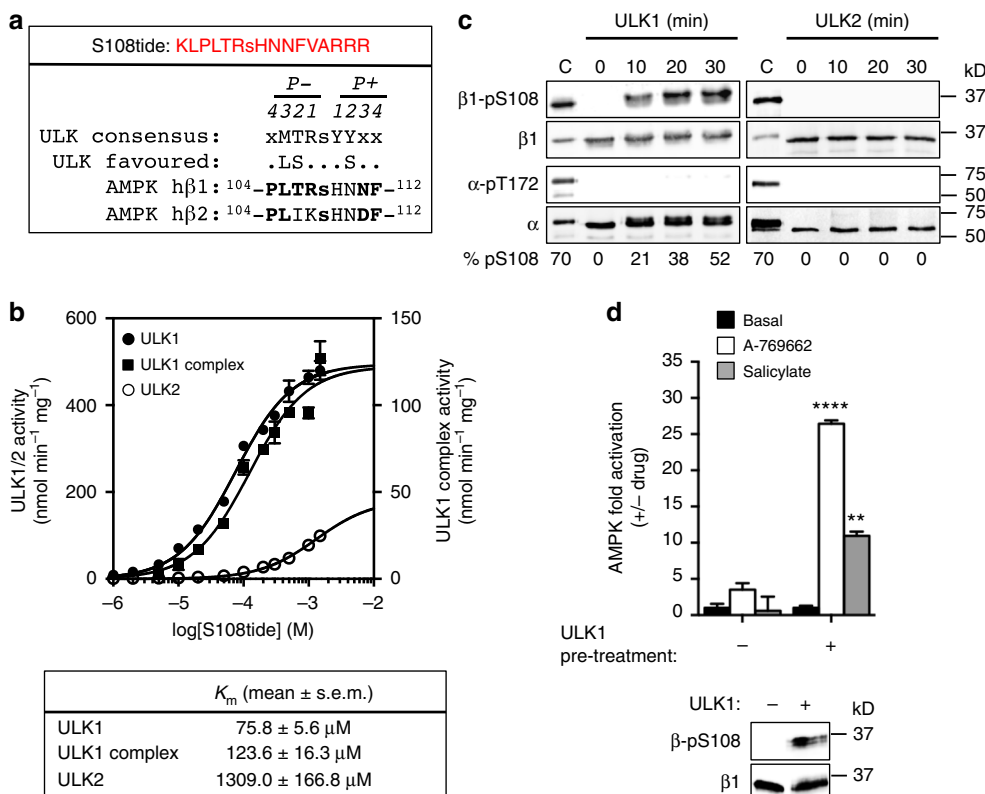 a
S108tide: KLPLTRsHNNFVARRR
P− P+
4321 1234
ULK consensus: xMTRsYYxx
ULK favoured: .LS...S..
AMPK hβ1: 104-PLTRsHNNF-112
AMPK hβ2: 104-PLIKsHNDF-112
b
600
400
200
0
ULK1/2 activity
(nmol min−1 mg−1)
ULK1
ULK1 complex
ULK2
150
100
50
0
ULK1 complex activity
(nmol min−1 mg−1)
−6 −5 −4 −3 −2
log[S108tide] (M)
Km (mean ± s.e.m.)
ULK1 75.8 ± 5.6 μM
ULK1 complex 123.6 ± 16.3 μM
ULK2 1309.0 ± 166.8 μM
c
ULK1 (min) ULK2 (min)
C 0 10 20 30 C 0 10 20 30 kD
β1-pS108 37
β1 37
α-pT172 75
50
α 75
50
% pS108 70 0 21 38 52 70 0 0 0 0
d
Basal
A-769662
Salicylate
35
30
25
20
15
10
5
0
AMPK fold activation
(+/− drug)
****
**
ULK1
pre-treatment: − +
ULK1: − + kD
β-pS108 37
β1 37